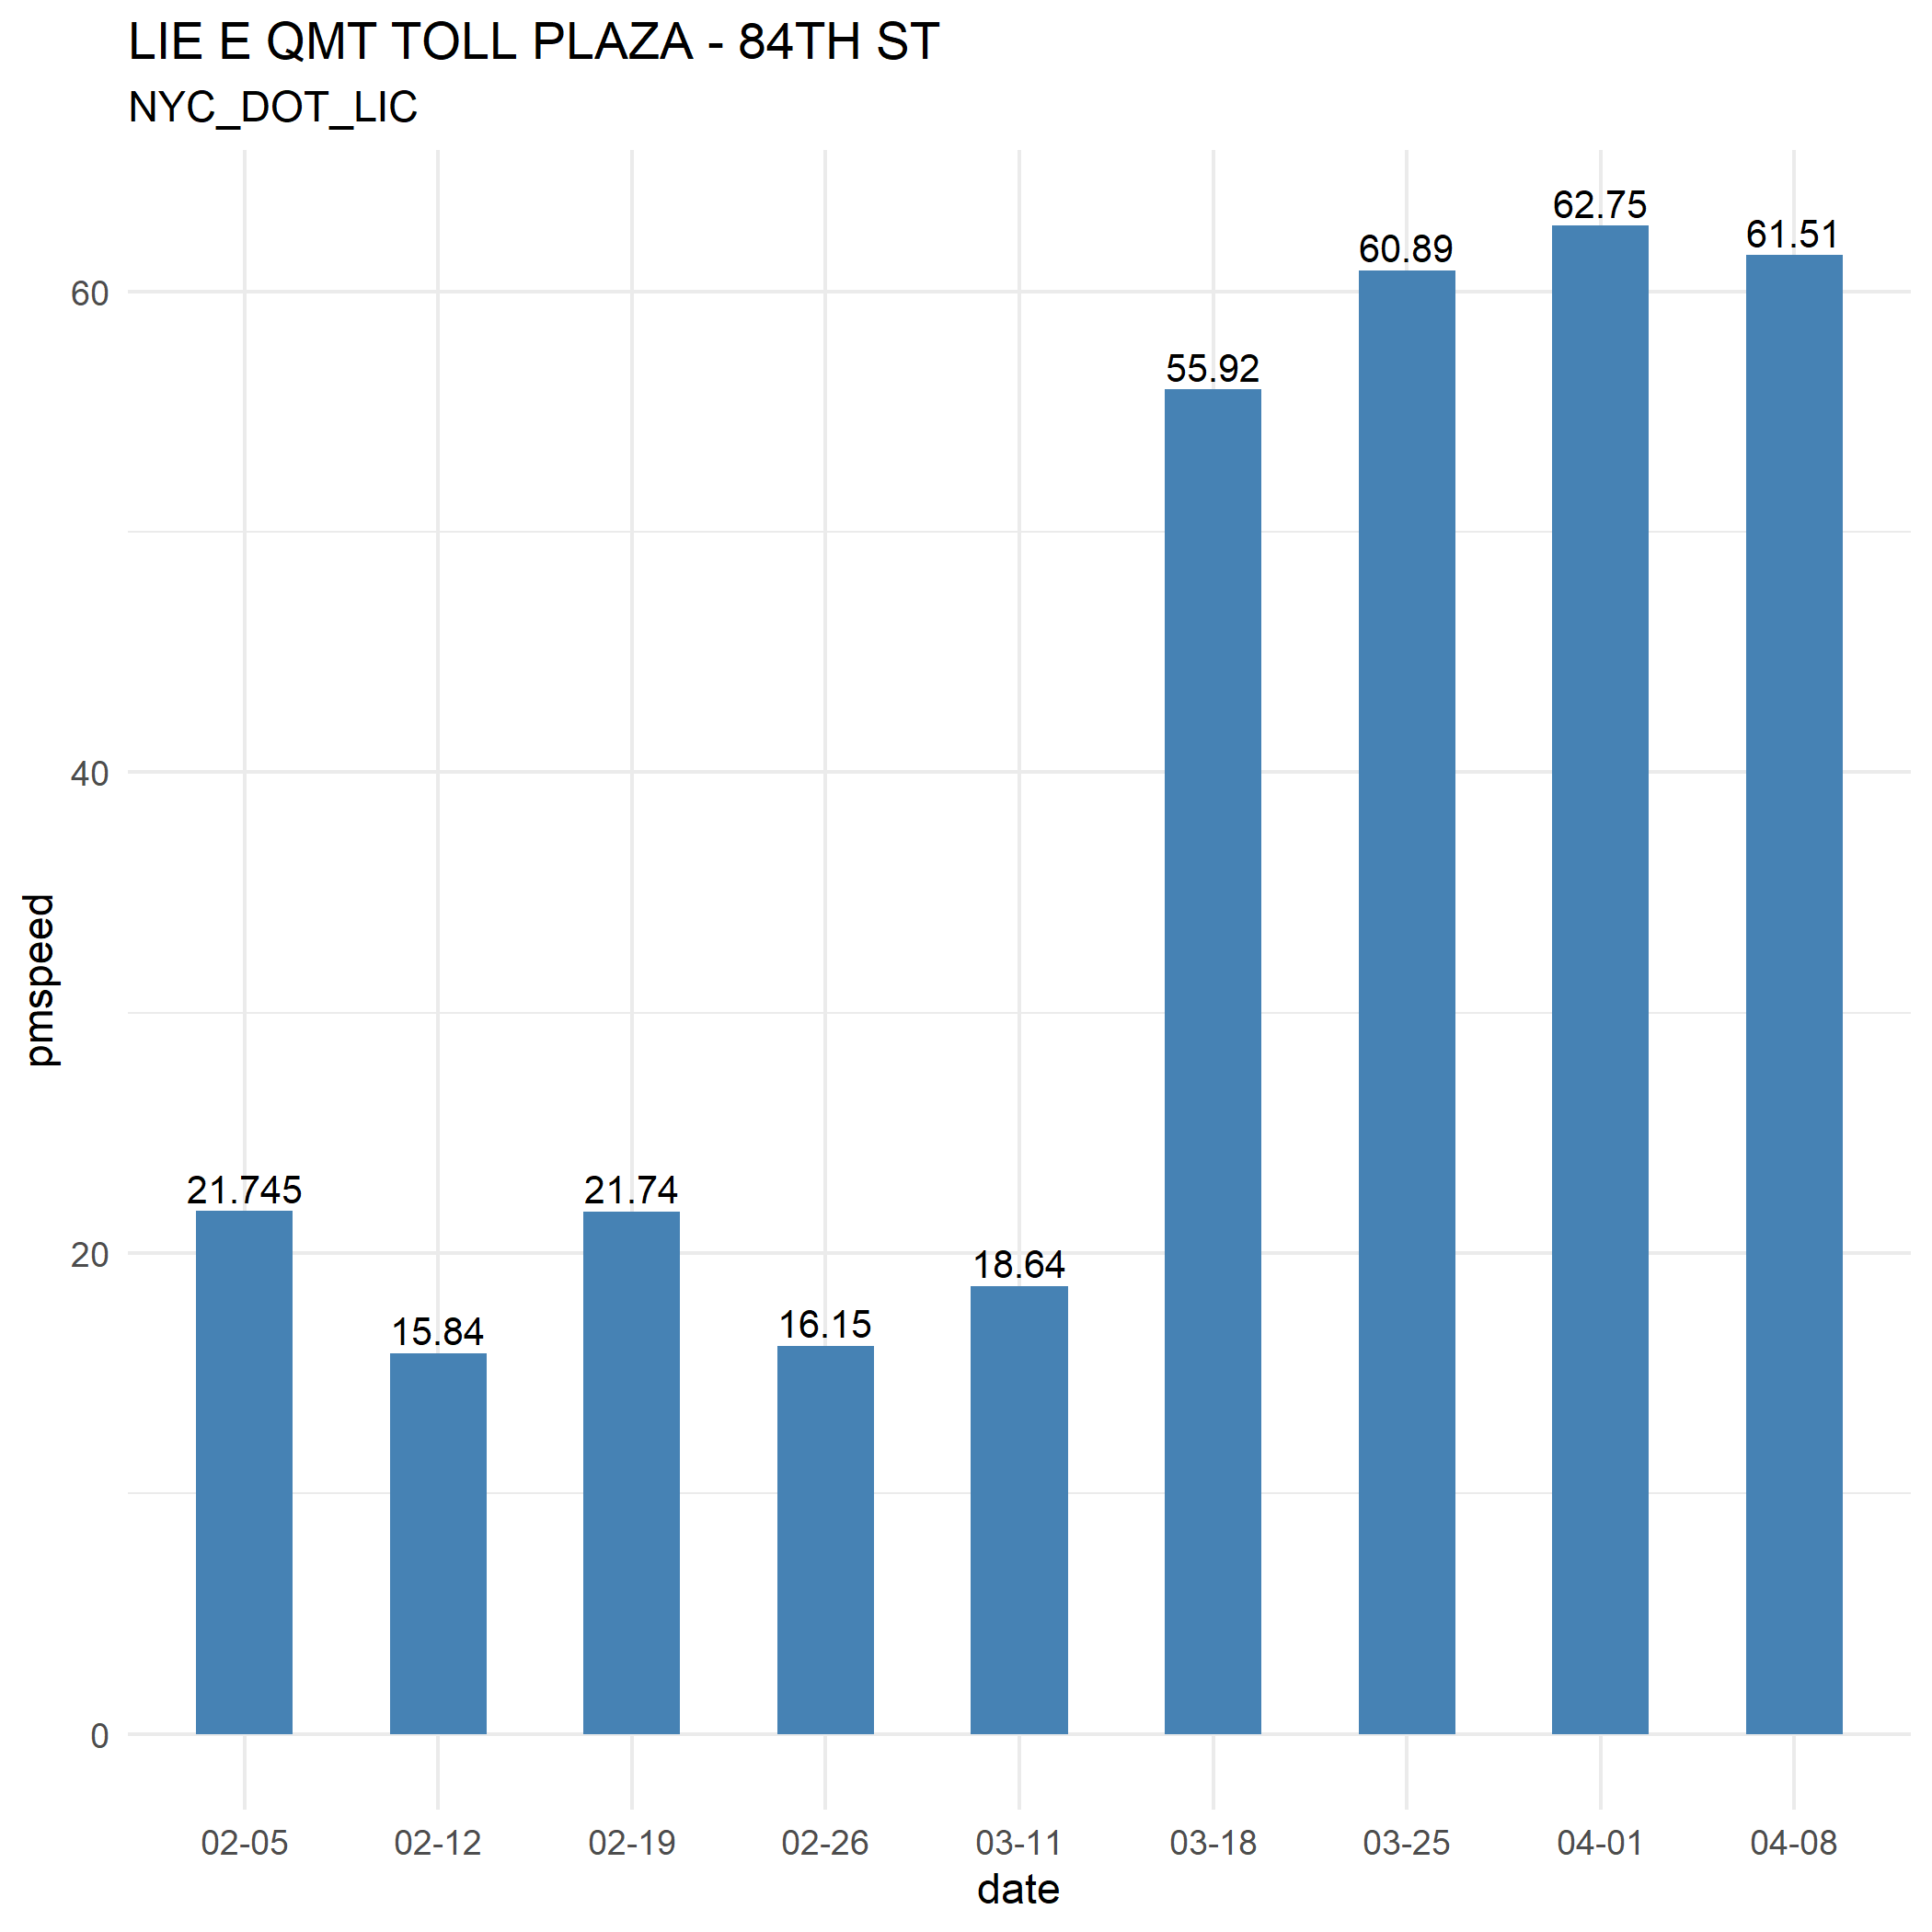 LIE E QMT TOLL PLAZA - 84TH ST
NYC_DOT_LIC
62.75
61.51
60.89
60
55.92
40
pmspeed
21.745
21.74
20
18.64
16.15
15.84
0
02-05 02-12 02-19 02-26 03-11 03-18 03-25 04-01 04-08
date